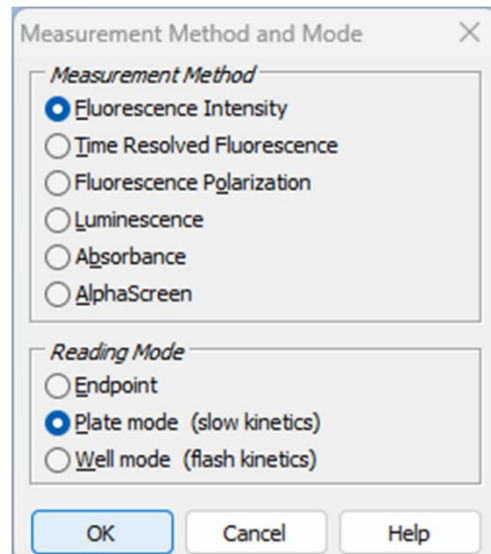 Measurement Method and Mode
Measurement Method
Fluorescence Intensity
Time Resolved Fluorescence
Fluorescence Polarization
Luminescence
Absorbance
AlphaScreen
Reading Mode
Endpoint
Plate mode (slow kinetics)
Well mode (flash kinetics)
OK Cancel Help